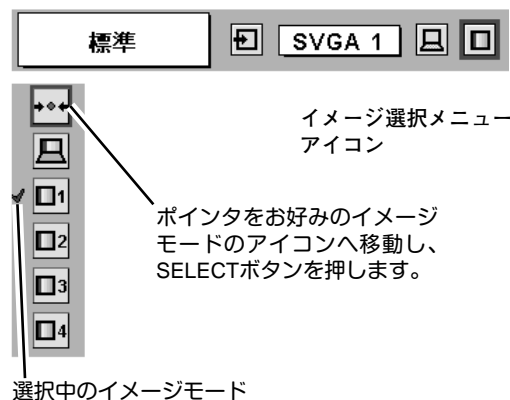 標準
SVGA 1
イメージ選択メニュー
アイコン
1
2
3
4
ポインタをお好みのイメージ
モードのアイコンへ移動し、
SELECTボタンを押します。
選択中のイメージモード